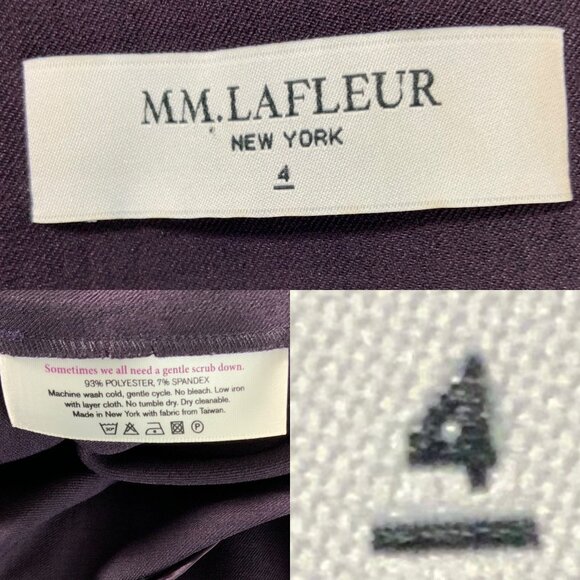 MM.LAFLEUR
NEW YORK
4
Sometimes we all need a gentle scrub down.
93% POLYESTER, 7% SPANDEX
Machine wash cold, gentle cycle. No bleach. Low iron
with layer cloth. No tumble dry. Dry cleanable.
Made in New York with fabric from Taiwan.
4